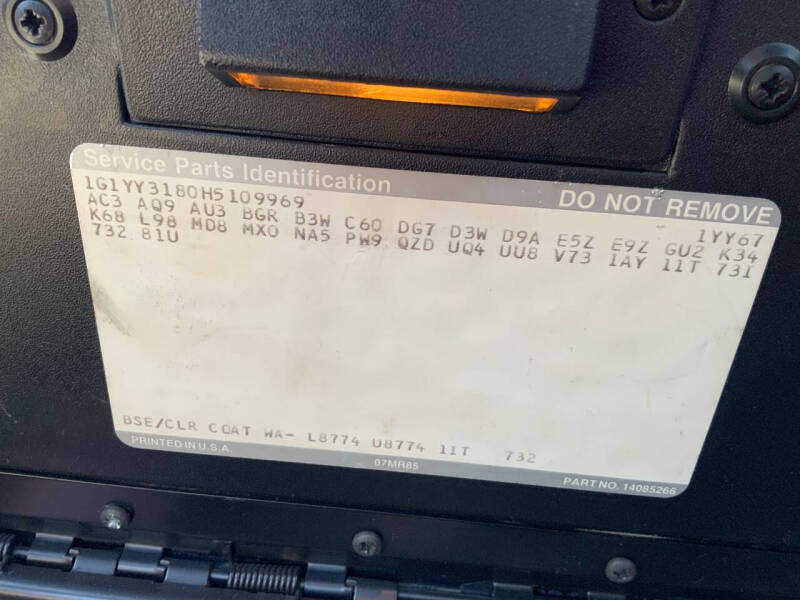 Service Parts Identification DO NOT REMOVE
1G1YY3180H5109969 1YY67
AC3 AQ9 AU3 BGR B3W C60 DG7 D3W D9A E5Z E9Z GU2 K34
K68 L98 MD8 MX0 NA5 PW9 QZD UQ4 UU8 V73 1AY 11T 73I
732 81U
BSE/CLR COAT WA- L8774 U8774 11T 732
PRINTED IN U.S.A. 07MR85 PART NO. 14085266